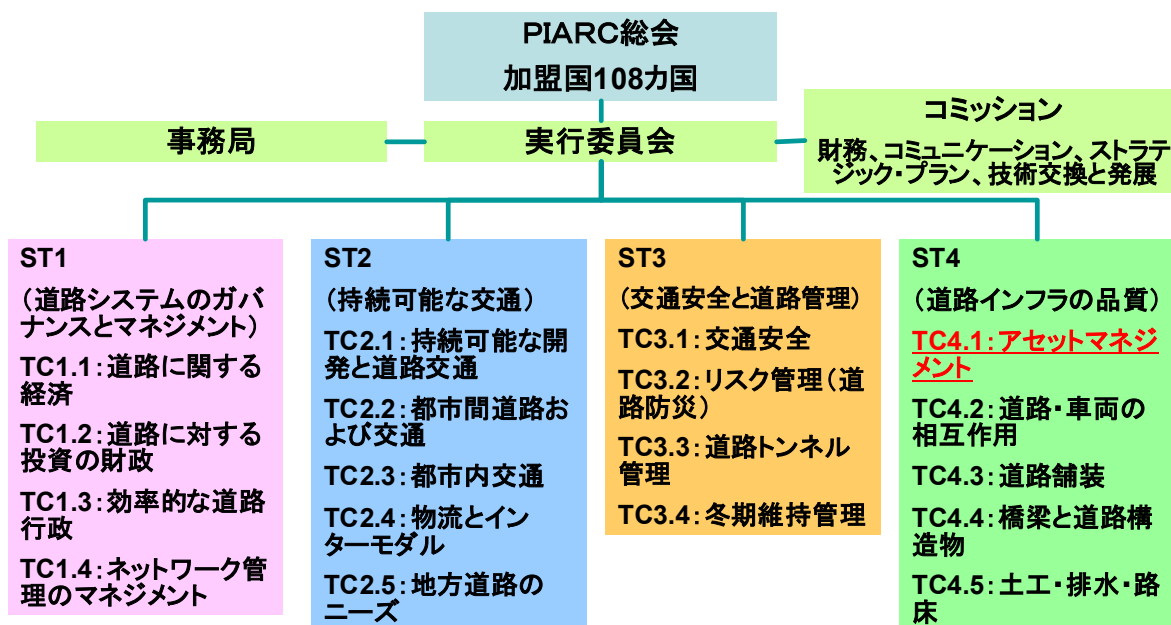 PIARC総会
加盟国108カ国
事務局
実行委員会
コミッション
財務、コミュニケーション、ストラテ
ジック・プラン、技術交換と発展
ST1
（道路システムのガバ
ナンスとマネジメント）
TC1.1：道路に関する
経済
TC1.2：道路に対する
投資の財政
TC1.3：効率的な道路
行政
TC1.4：ネットワーク管
理のマネジメント
ST2
（持続可能な交通）
TC2.1：持続可能な開
発と道路交通
TC2.2：都市間道路お
よび交通
TC2.3：都市内交通
TC2.4：物流とイン
ターモダル
TC2.5：地方道路の
ニーズ
ST3
（交通安全と道路管理）
TC3.1：交通安全
TC3.2：リスク管理（道
路防災）
TC3.3：道路トンネル
管理
TC3.4：冬期維持管理
ST4
（道路インフラの品質）
TC4.1：アセットマネジ
メント
TC4.2：道路・車両の
相互作用
TC4.3：道路舗装
TC4.4：橋梁と道路構
造物
TC4.5：土工・排水・路
床